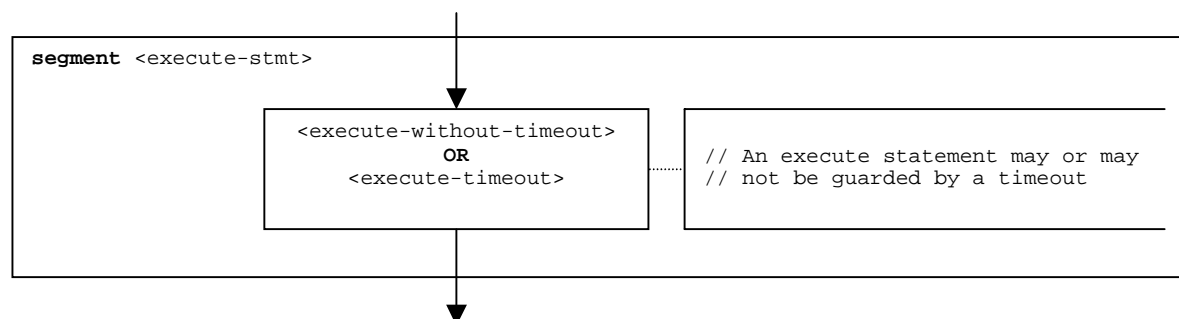 segment <execute-stmt>
<execute-without-timeout>
OR
<execute-timeout>
// An execute statement may or may
// not be guarded by a timeout